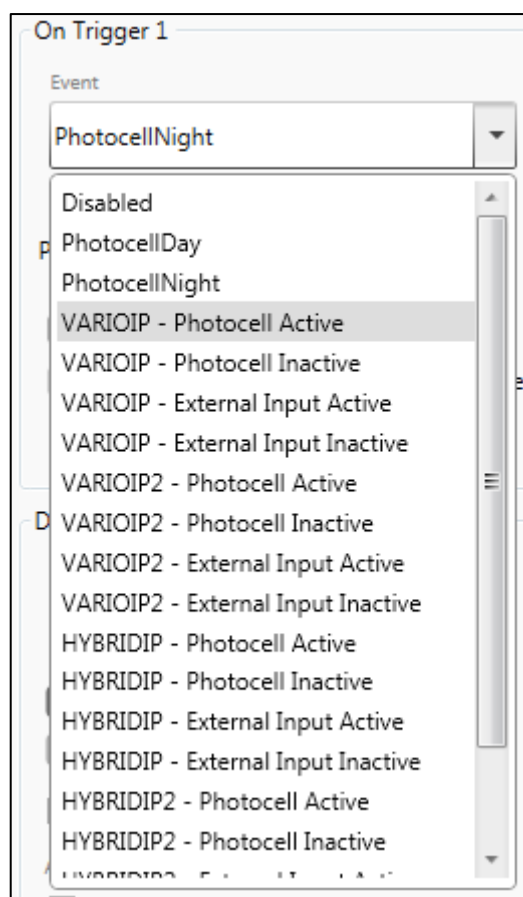 On Trigger 1
Event
PhotocellNight
Disabled
PhotocellDay
PhotocellNight
VARIOIP - Photocell Active
VARIOIP - Photocell Inactive
VARIOIP - External Input Active
VARIOIP - External Input Inactive
VARIOIP2 - Photocell Active
VARIOIP2 - Photocell Inactive
VARIOIP2 - External Input Active
VARIOIP2 - External Input Inactive
HYBRIDIP - Photocell Active
HYBRIDIP - Photocell Inactive
HYBRIDIP - External Input Active
HYBRIDIP - External Input Inactive
HYBRIDIP2 - Photocell Active
HYBRIDIP2 - Photocell Inactive